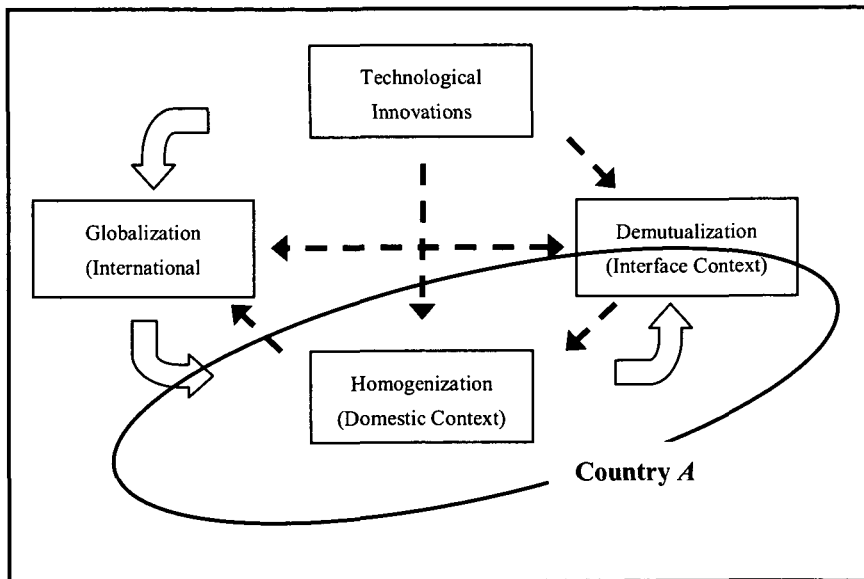 Technological
Innovations
Globalization
(International
Demutualization
(Interface Context)
Homogenization
(Domestic Context)
Country A